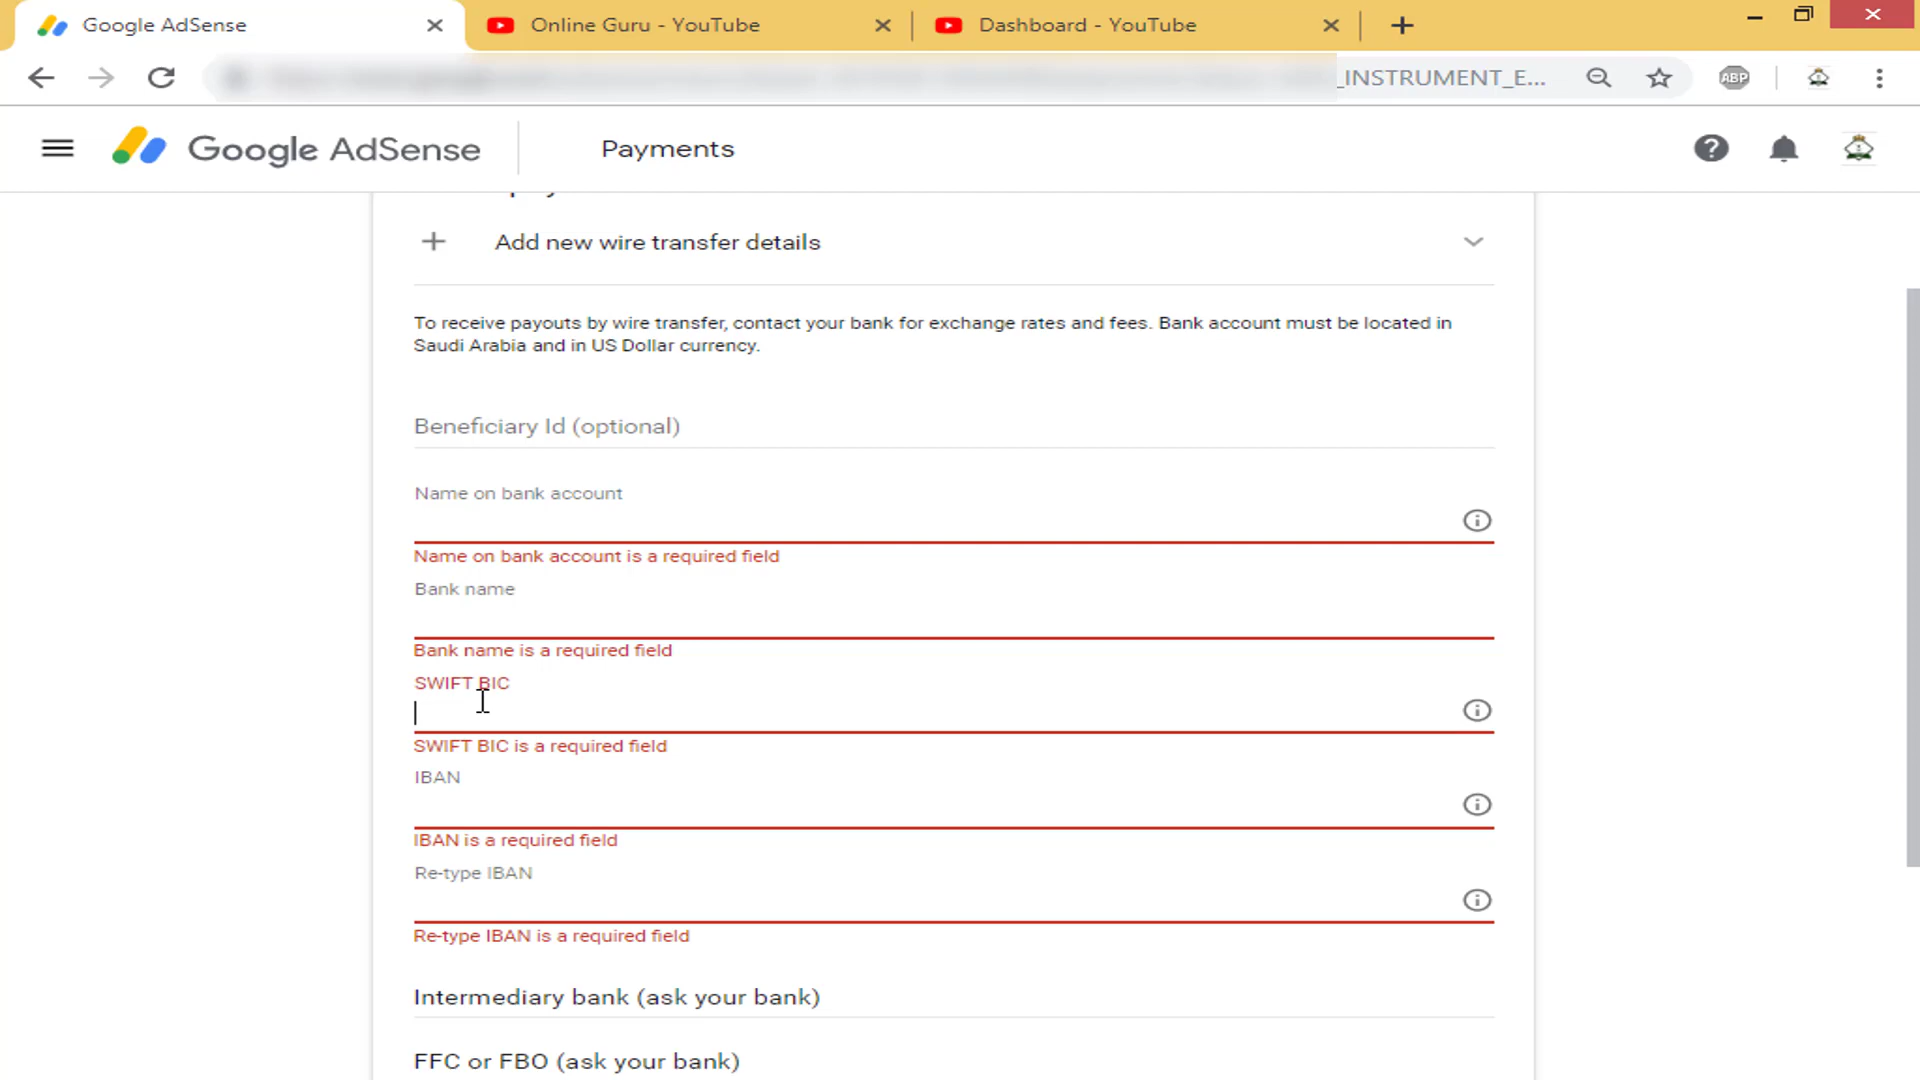 Google AdSense
Online Guru - YouTube
Dashboard - YouTube
_INSTRUMENT_E...
ABP
Google AdSense
Payments
Add new wire transfer details
To receive payouts by wire transfer, contact your bank for exchange rates and fees. Bank account must be located in
Saudi Arabia and in US Dollar currency.
Beneficiary Id (optional)
Name on bank account
Name on bank account is a required field
Bank name
Bank name is a required field
SWIFT BIC
SWIFT BIC is a required field
IBAN
IBAN is a required field
Re-type IBAN
Re-type IBAN is a required field
Intermediary bank (ask your bank)
FFC or FBO (ask your bank)